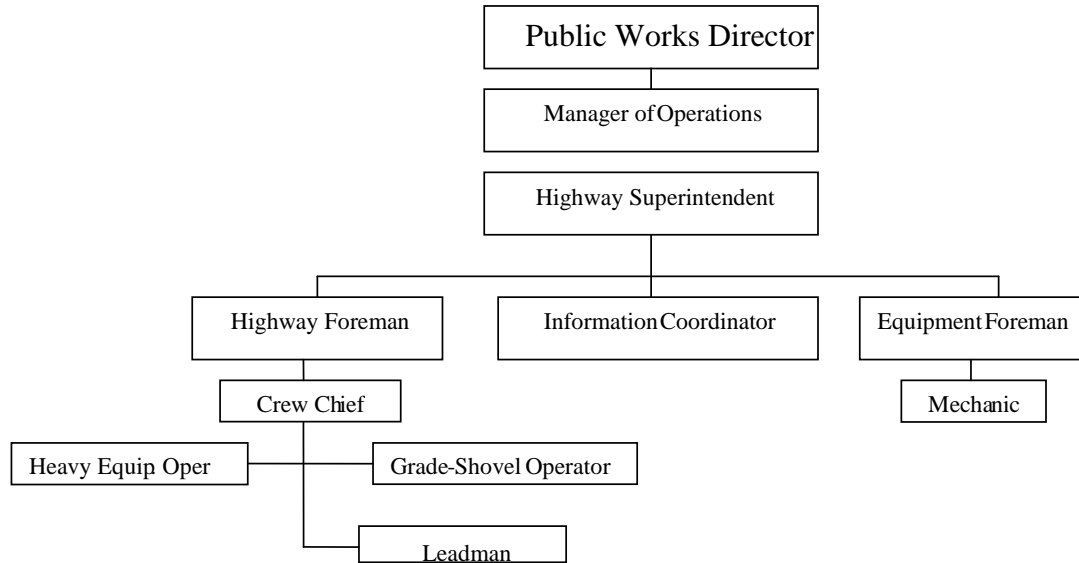 Public Works Director
Manager of Operations
Highway Superintendent
Highway Foreman
Information Coordinator
Equipment Foreman
Crew Chief
Mechanic
Heavy Equip Oper
Grade-Shovel Operator
Leadman